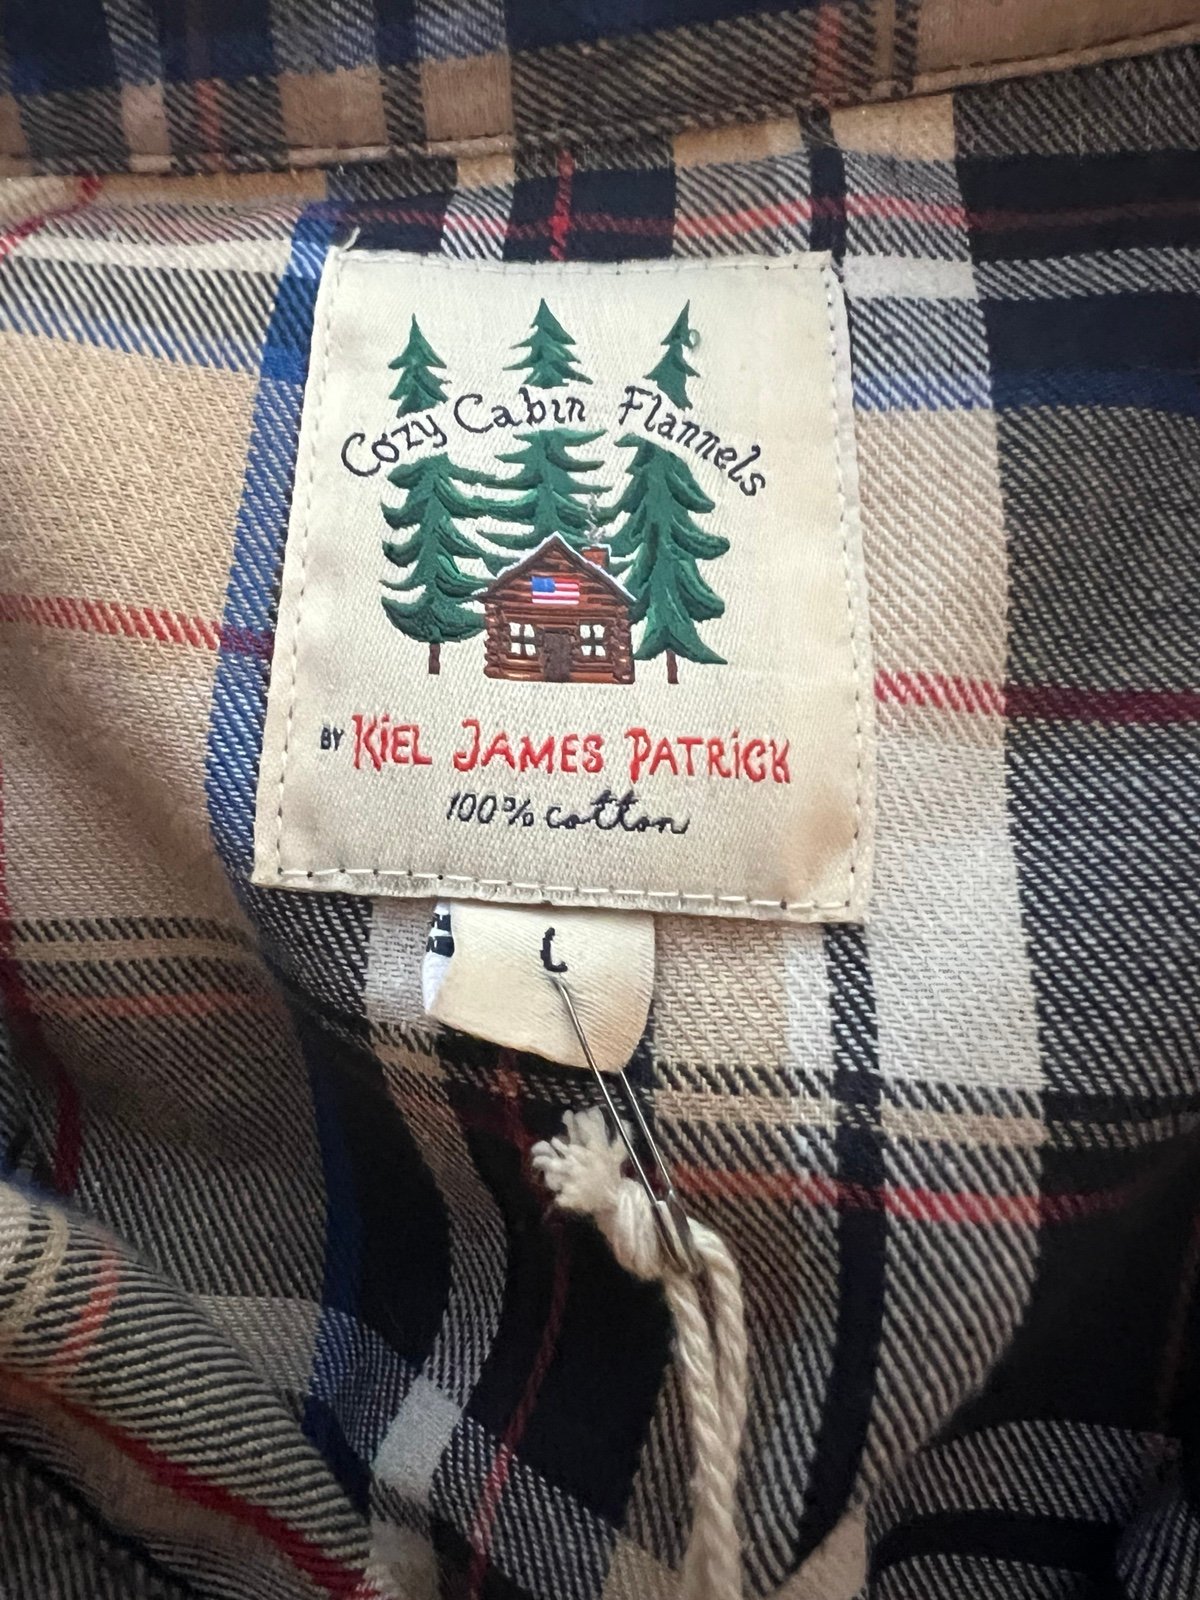 Cozy Cabin Flannels
BY KiEL JAMES PATRiCK
100% cotton
L